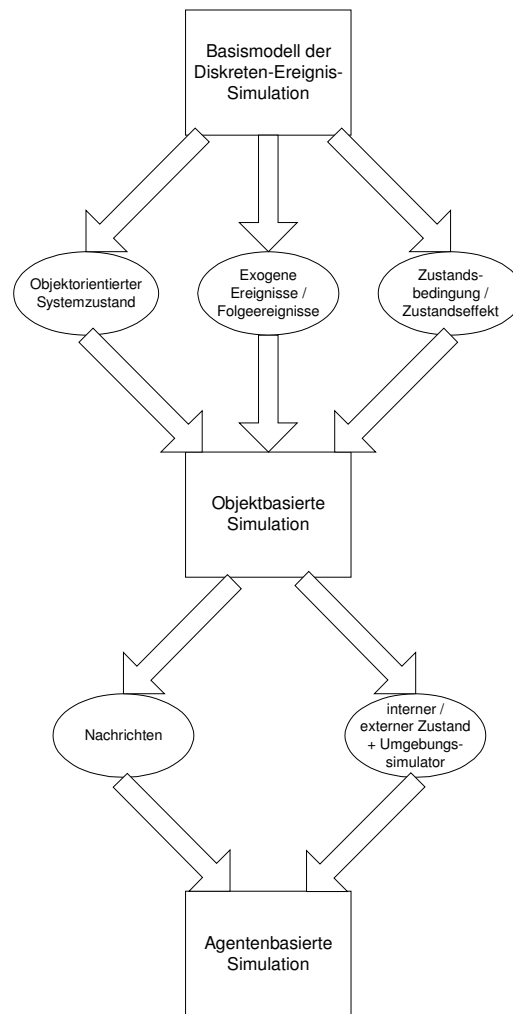 Basismodell der
Diskreten-Ereignis-
Simulation
Objektorientierter
Systemzustand
Exogene
Ereignisse /
Folgeereignisse
Zustands-
bedingung /
Zustandseffekt
Objektbasierte
Simulation
Nachrichten
interner /
externer Zustand
+ Umgebungs-
simulator
Agentenbasierte
Simulation